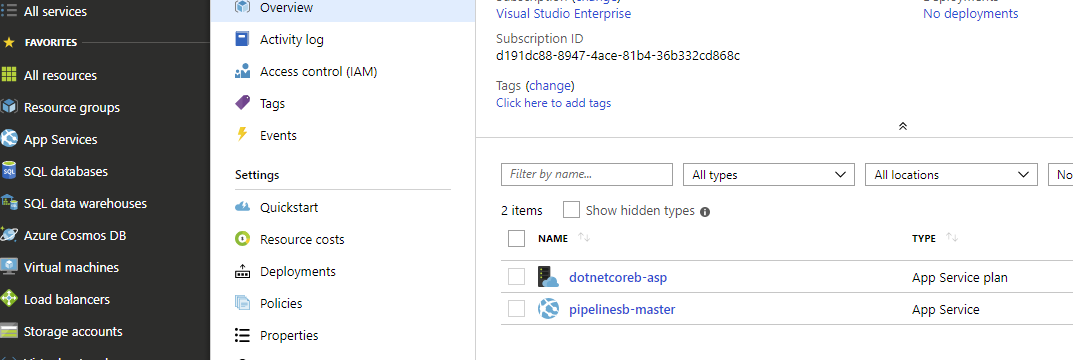 All services
FAVORITES
All resources
Resource groups
App Services
SQL databases
SQL data warehouses
Azure Cosmos DB
Virtual machines
Load balancers
Storage accounts
Overview
Activity log
Access control (IAM)
Tags
Events
Settings
Quickstart
Resource costs
Deployments
Policies
Properties
Subscription (change)
Visual Studio Enterprise
Subscription ID
d191dc88-8947-4ace-81b4-36b332cd868c
Tags (change)
Click here to add tags
Deployments
No deployments
Filter by name...
All types
All locations
No
2 items
Show hidden types
NAME
TYPE
dotnetcoreb-asp
App Service plan
pipelinesb-master
App Service